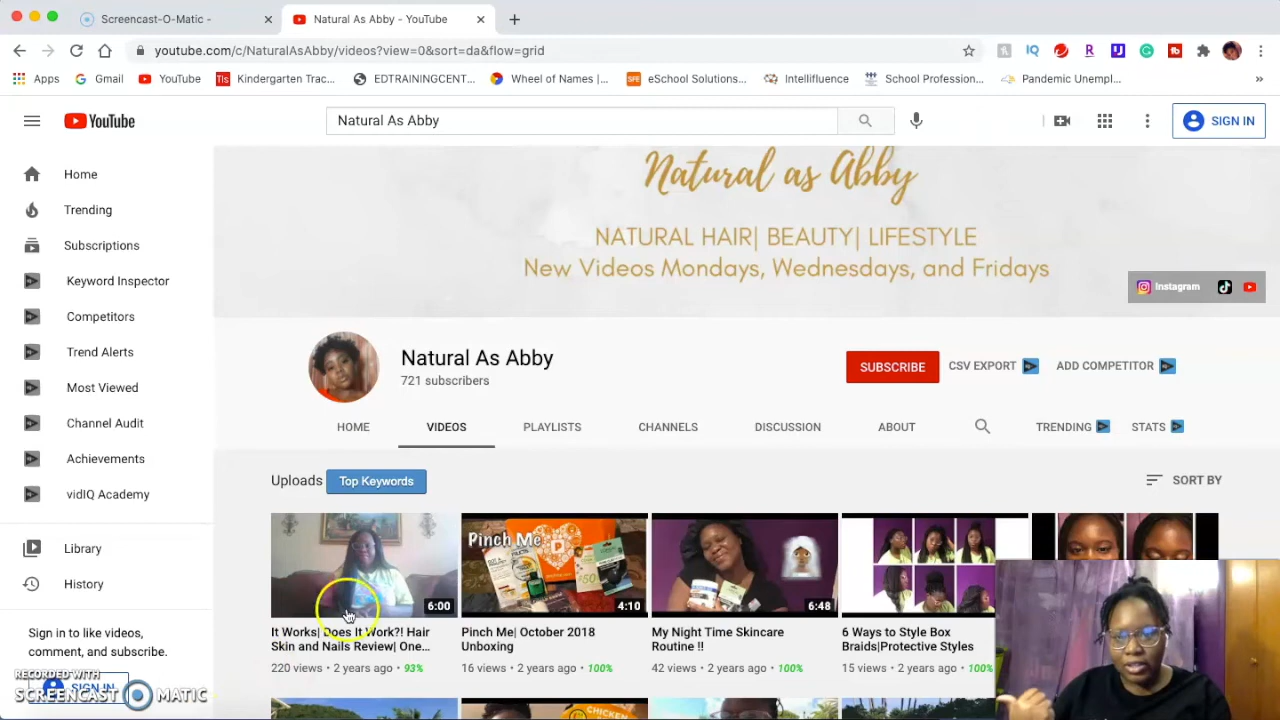 Screencast-O-Matic -
Natural As Abby - YouTube
youtube.com/c/NaturalAsAbby/videos?view=0&sort=da&flow=grid
Apps Gmail YouTube Kindergarten Trac... EDTRAININGCENT... Wheel of Names |... eSchool Solutions... Intellifluence School Profession... Pandemic Unempl...
YouTube
Natural As Abby
SIGN IN
Home
Trending
Subscriptions
Keyword Inspector
Competitors
Trend Alerts
Most Viewed
Channel Audit
Achievements
vidIQ Academy
Library
History
Sign in to like videos,
comment, and subscribe.
SIGN IN
RECORDED WITH
SCREENCAST MATIC
Natural as Abby
NATURAL HAIR| BEAUTY| LIFESTYLE
New Videos Mondays, Wednesdays, and Fridays
Instagram
Natural As Abby
721 subscribers
SUBSCRIBE
CSV EXPORT
ADD COMPETITOR
HOME VIDEOS PLAYLISTS CHANNELS DISCUSSION ABOUT TRENDING STATS
Uploads Top Keywords SORT BY
6:00
It Works| Does It Work?! Hair
Skin and Nails Review| One...
220 views • 2 years ago • 93%
Pinch Me
4:10
Pinch Me| October 2018
Unboxing
16 views • 2 years ago • 100%
6:48
My Night Time Skincare
Routine !!
42 views • 2 years ago • 100%
6 Ways to Style Box
Braids|Protective Styles
15 views • 2 years ago • 100%
CHICKEN